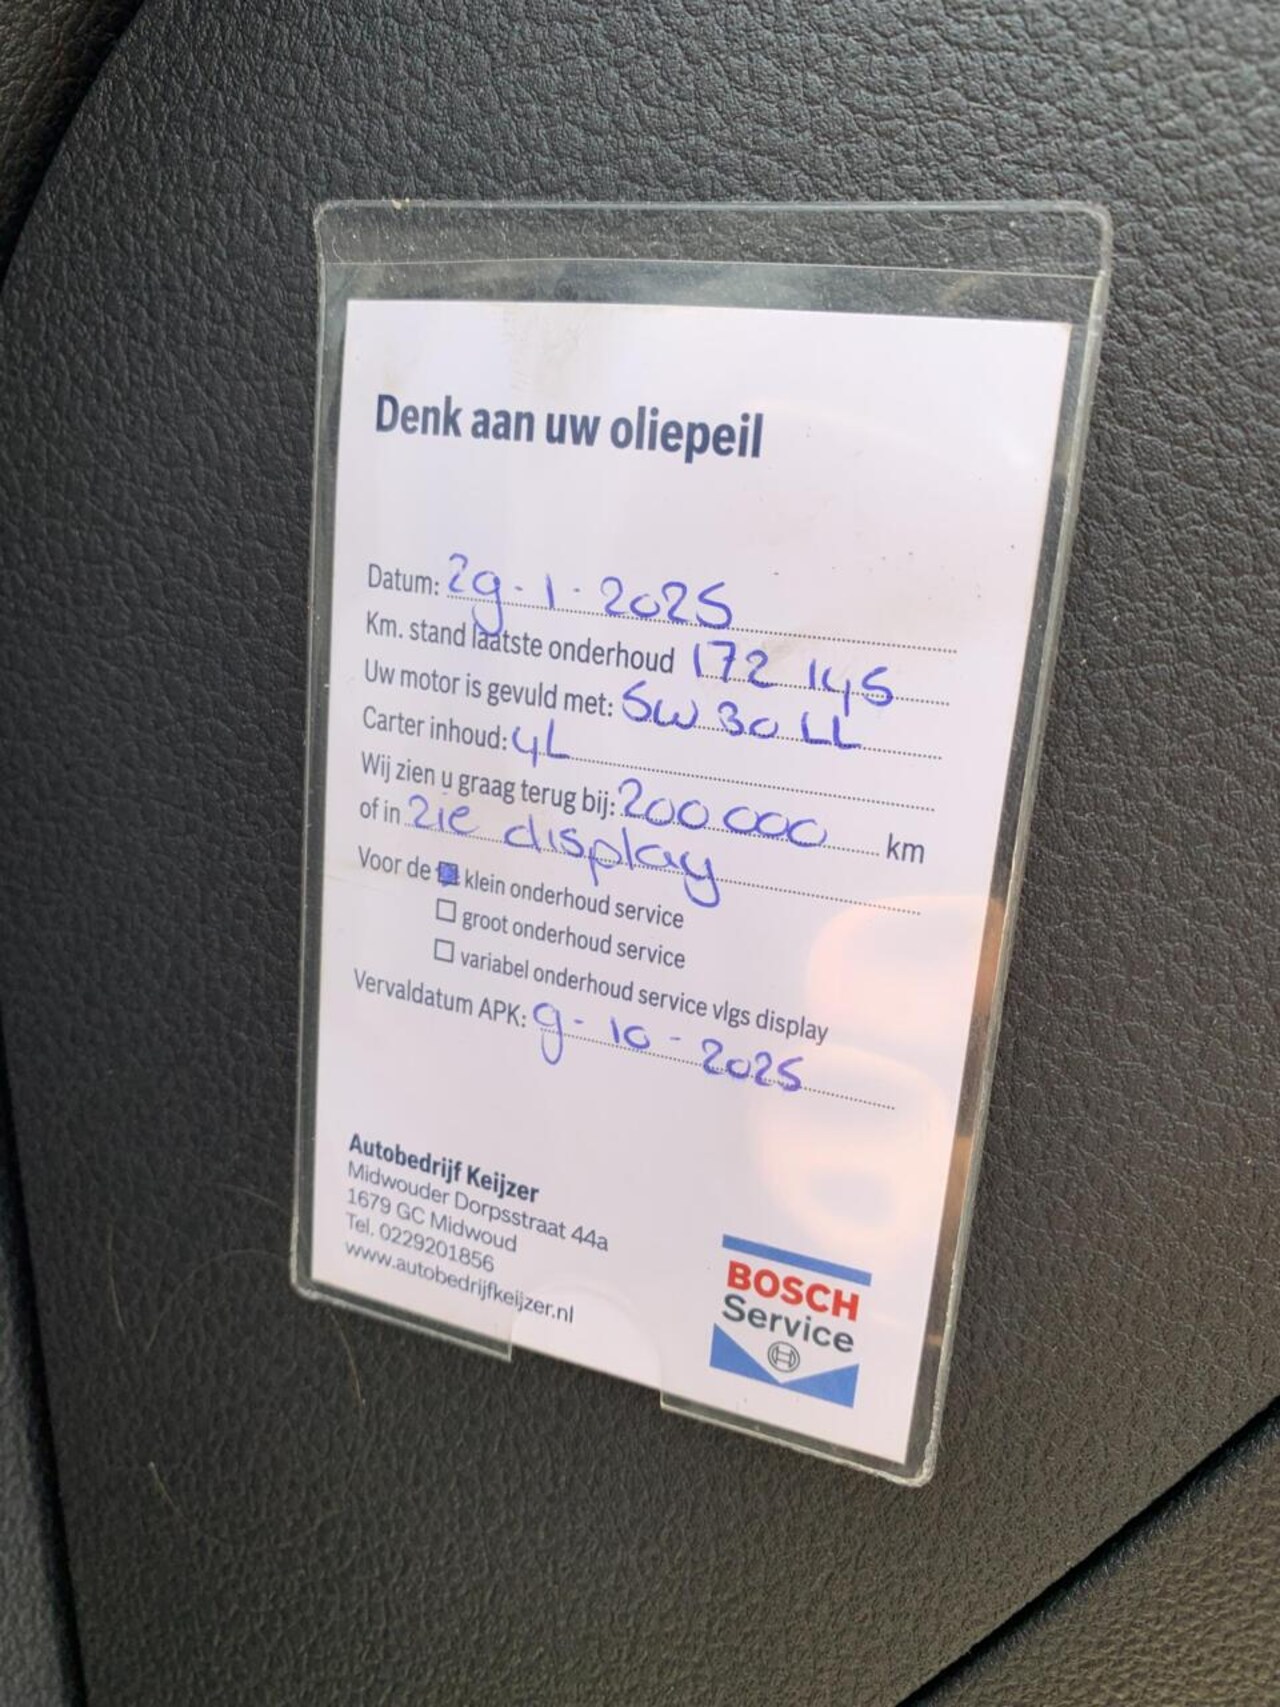 Denk aan uw oliepeil
Datum: 29-1-2025
Km. stand laatste onderhoud 172 145
Uw motor is gevuld met: 5W 30 LL
Carter inhoud: 4L
Wij zien u graag terug bij: 200 000 km
of in zie display
Voor de klein onderhoud service
groot onderhoud service
variabel onderhoud service vlgs display
Vervaldatum APK: 9-10-2025
Autobedrijf Keijzer
Midwouder Dorpsstraat 44a
1679 GC Midwoud
Tel. 0229201856
www.autobedrijfkeijzer.nl
BOSCH
Service